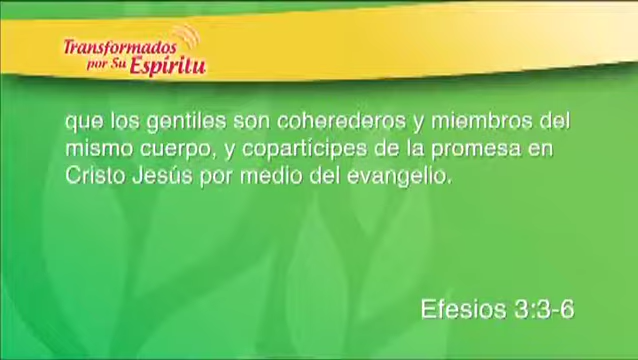 Transformados
por Su Espíritu
que los gentiles son coherederos y miembros del
mismo cuerpo, y copartícipes de la promesa en
Cristo Jesús por medio del evangelio.
Efesios 3:3-6